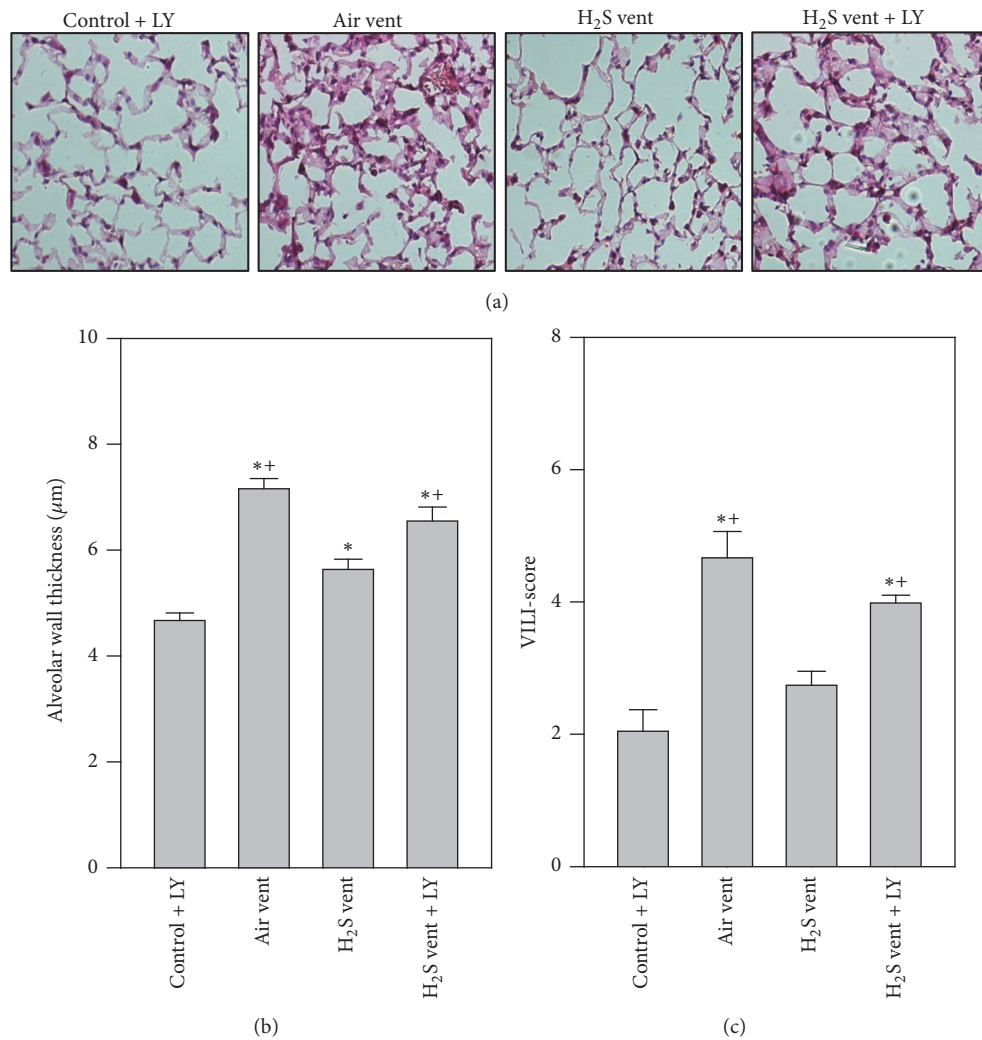 Control + LY
Air vent
H₂S vent
H₂S vent + LY
(a)
10
8
6
4
2
0
Alveolar wall thickness (μm)
*+
*
*+
Control + LY
Air vent
H₂S vent
H₂S vent + LY
(b)
8
6
4
2
0
VILI-score
*+
*+
Control + LY
Air vent
H₂S vent
H₂S vent + LY
(c)